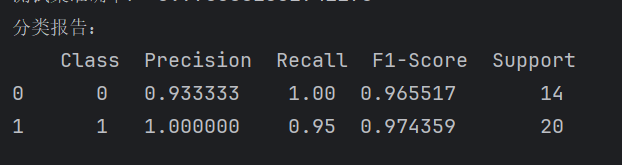 分类报告:
Class Precision Recall F1-Score Support
0 0 0.933333 1.00 0.965517 14
1 1 1.000000 0.95 0.974359 20